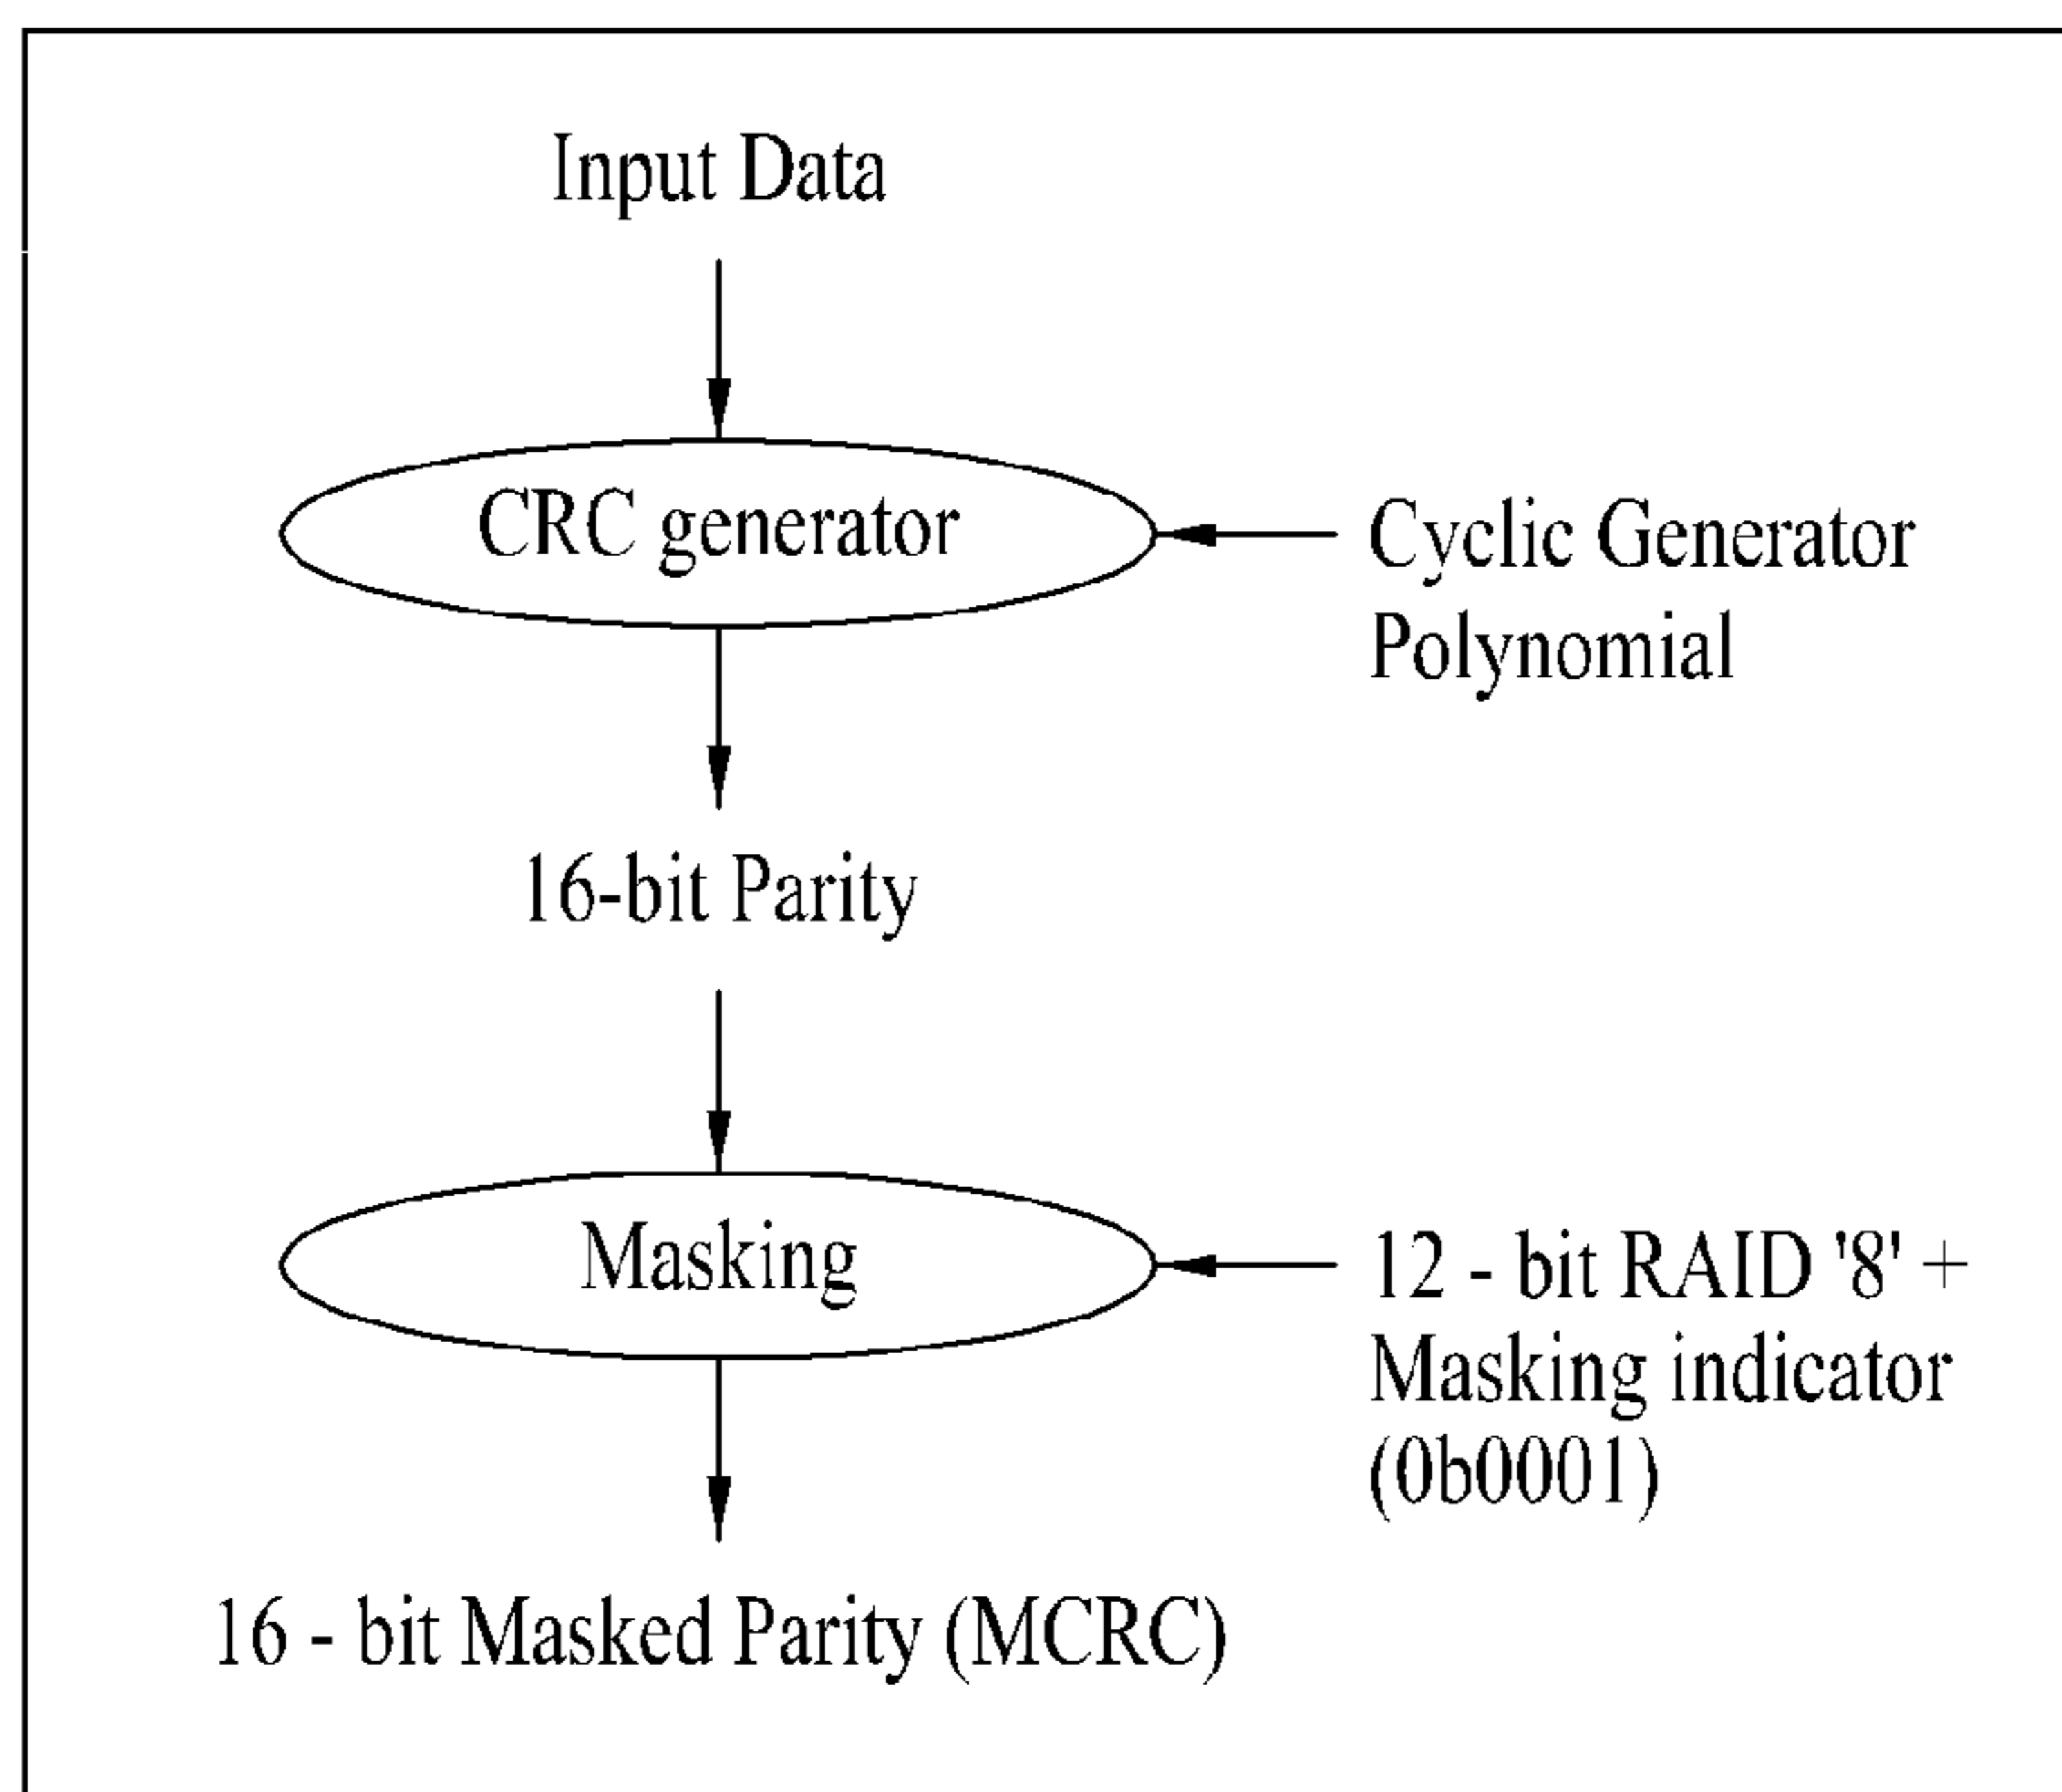 Input Data
CRC generator
Cyclic Generator
Polynomial
16-bit Parity
Masking
12 - bit RAID '8' +
Masking indicator
(0b0001)
16 - bit Masked Parity (MCRC)